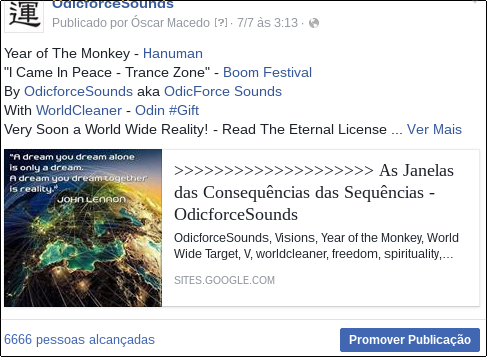 運
OdicforceSounds
Publicado por Óscar Macedo [?] · 7/7 às 3:13 ·
Year of The Monkey - Hanuman
"I Came In Peace - Trance Zone" - Boom Festival
By OdicforceSounds aka OdicForce Sounds
With WorldCleaner - Odin #Gift
Very Soon a World Wide Reality! - Read The Eternal License ... Ver Mais
"A dream you dream alone
is only a dream.
A dream you dream together
is reality."
JOHN LENNON
>>>>>>>>>>>>>>>>>>>> As Janelas
das Consequências das Sequências -
OdicforceSounds
OdicforceSounds, Visions, Year of the Monkey, World
Wide Target, V, worldcleaner, freedom, spirituality,...
SITES.GOOGLE.COM
6666 pessoas alcançadas
Promover Publicação